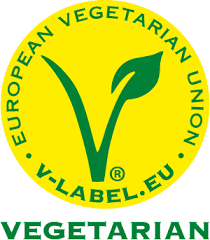 • EUROPEAN VEGETARIAN UNION •
V-LABEL.EU
®
VEGETARIAN